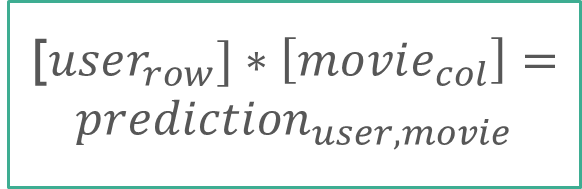 [user_row] * [movie_col] =
prediction_user,movie